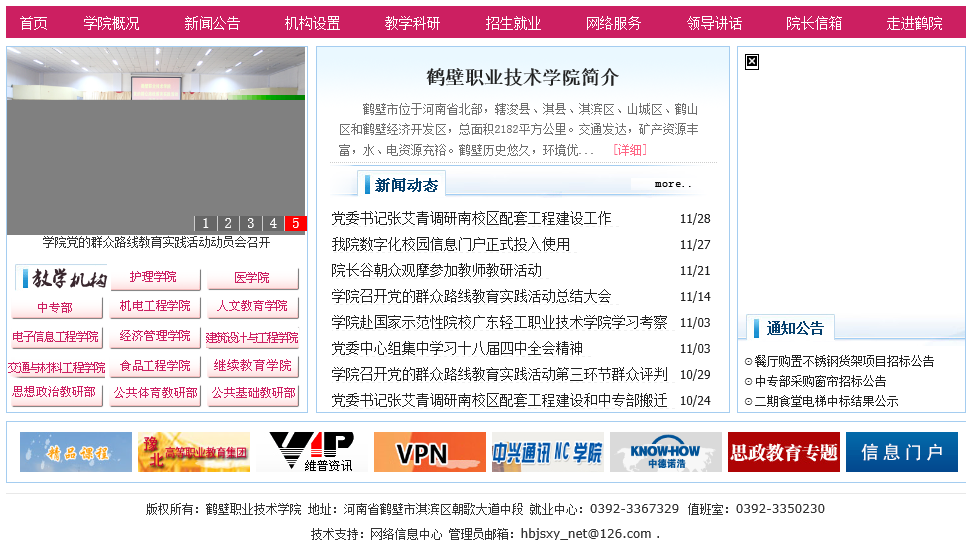 首页 学院概况 新闻公告 机构设置 教学科研 招生就业 网络服务 领导讲话 院长信箱 走进鹤院
1 2 3 4 5
学院党的群众路线教育实践活动动员会召开
教学机构 护理学院 医学院
中专部 机电工程学院 人文教育学院
电子信息工程学院 经济管理学院 建筑设计与工程学院
交通与材料工程学院 食品工程学院 继续教育学院
思想政治教研部 公共体育教研部 公共基础教研部
鹤壁职业技术学院简介
鹤壁市位于河南省北部，辖浚县、淇县、淇滨区、山城区、鹤山
区和鹤壁经济开发区，总面积2182平方公里。交通发达，矿产资源丰
富，水、电资源充裕。鹤壁历史悠久，环境优... [详细]
新闻动态 more..
党委书记张艾青调研南校区配套工程建设工作 11/28
我院数字化校园信息门户正式投入使用 11/27
院长谷朝众观摩参加教师教研活动 11/21
学院召开党的群众路线教育实践活动总结大会 11/14
学院赴国家示范性院校广东轻工职业技术学院学习考察 11/03
党委中心组集中学习十八届四中全会精神 11/03
学院召开党的群众路线教育实践活动第三环节群众评判 10/29
党委书记张艾青调研南校区配套工程建设和中专部搬迁 10/24
通知公告
餐厅购置不锈钢货架项目招标公告
中专部采购窗帘招标公告
二期食堂电梯中标结果公示
精品课程 豫北高等职业教育集团 VIP 维普资讯 VPN 中兴通讯 NC 学院 KNOW-HOW 中德诺浩 思政教育专题 信息门户
版权所有：鹤壁职业技术学院 地址：河南省鹤壁市淇滨区朝歌大道中段 就业中心：0392-3367329 值班室：0392-3350230
技术支持：网络信息中心 管理员邮箱：hbjsxy_net@126.com .